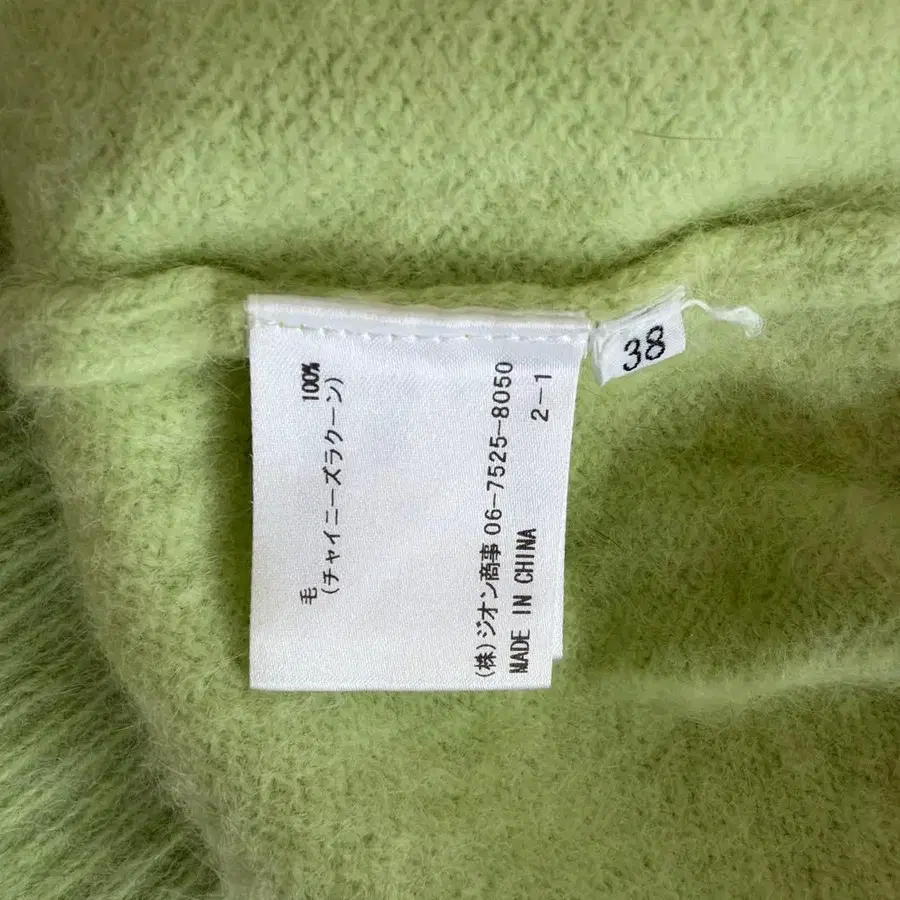 毛 100%
(チャイニーズラクーン)
(株)ジオン商事 06-7525-8050
MADE IN CHINA 2-1
38